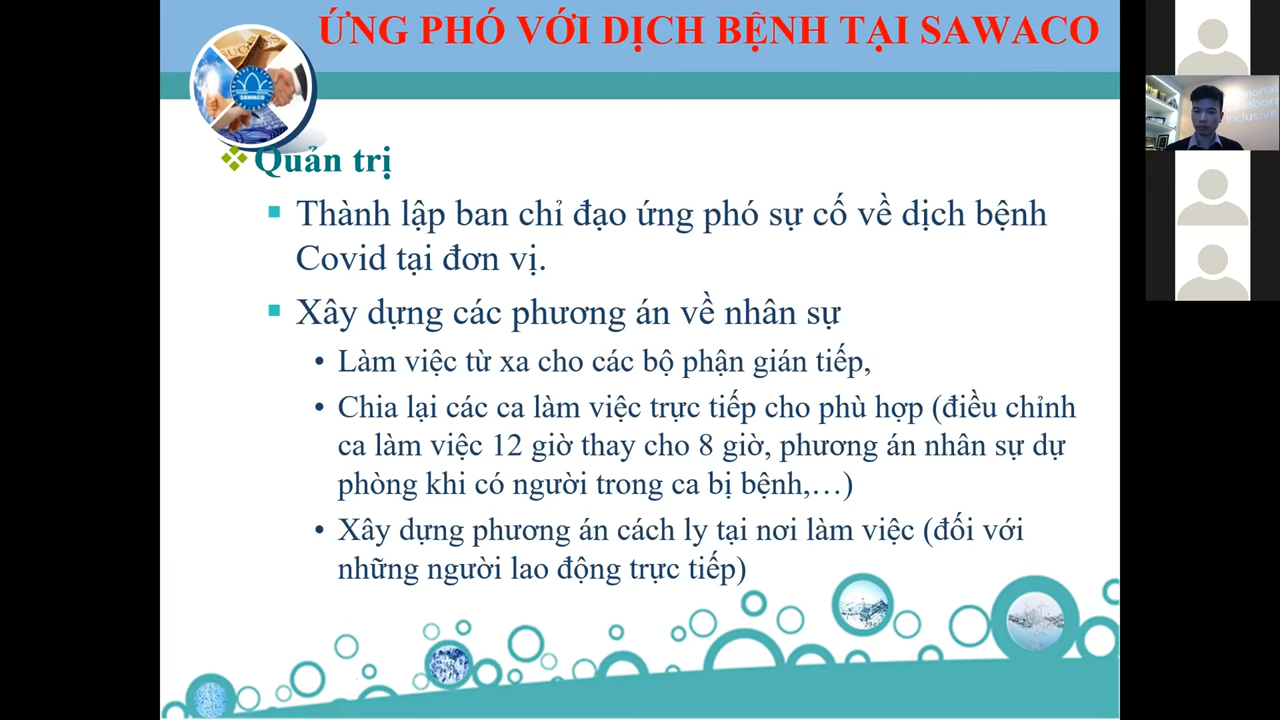 ỨNG PHÓ VỚI DỊCH BỆNH TẠI SAWACO
SUCCESS
SAWACO
Quản trị
Thành lập ban chỉ đạo ứng phó sự cố về dịch bệnh
Covid tại đơn vị.
Xây dựng các phương án về nhân sự
• Làm việc từ xa cho các bộ phận gián tiếp,
• Chia lại các ca làm việc trực tiếp cho phù hợp (điều chỉnh
ca làm việc 12 giờ thay cho 8 giờ, phương án nhân sự dự
phòng khi có người trong ca bị bệnh,…)
• Xây dựng phương án cách ly tại nơi làm việc (đối với
những người lao động trực tiếp)
inclusive